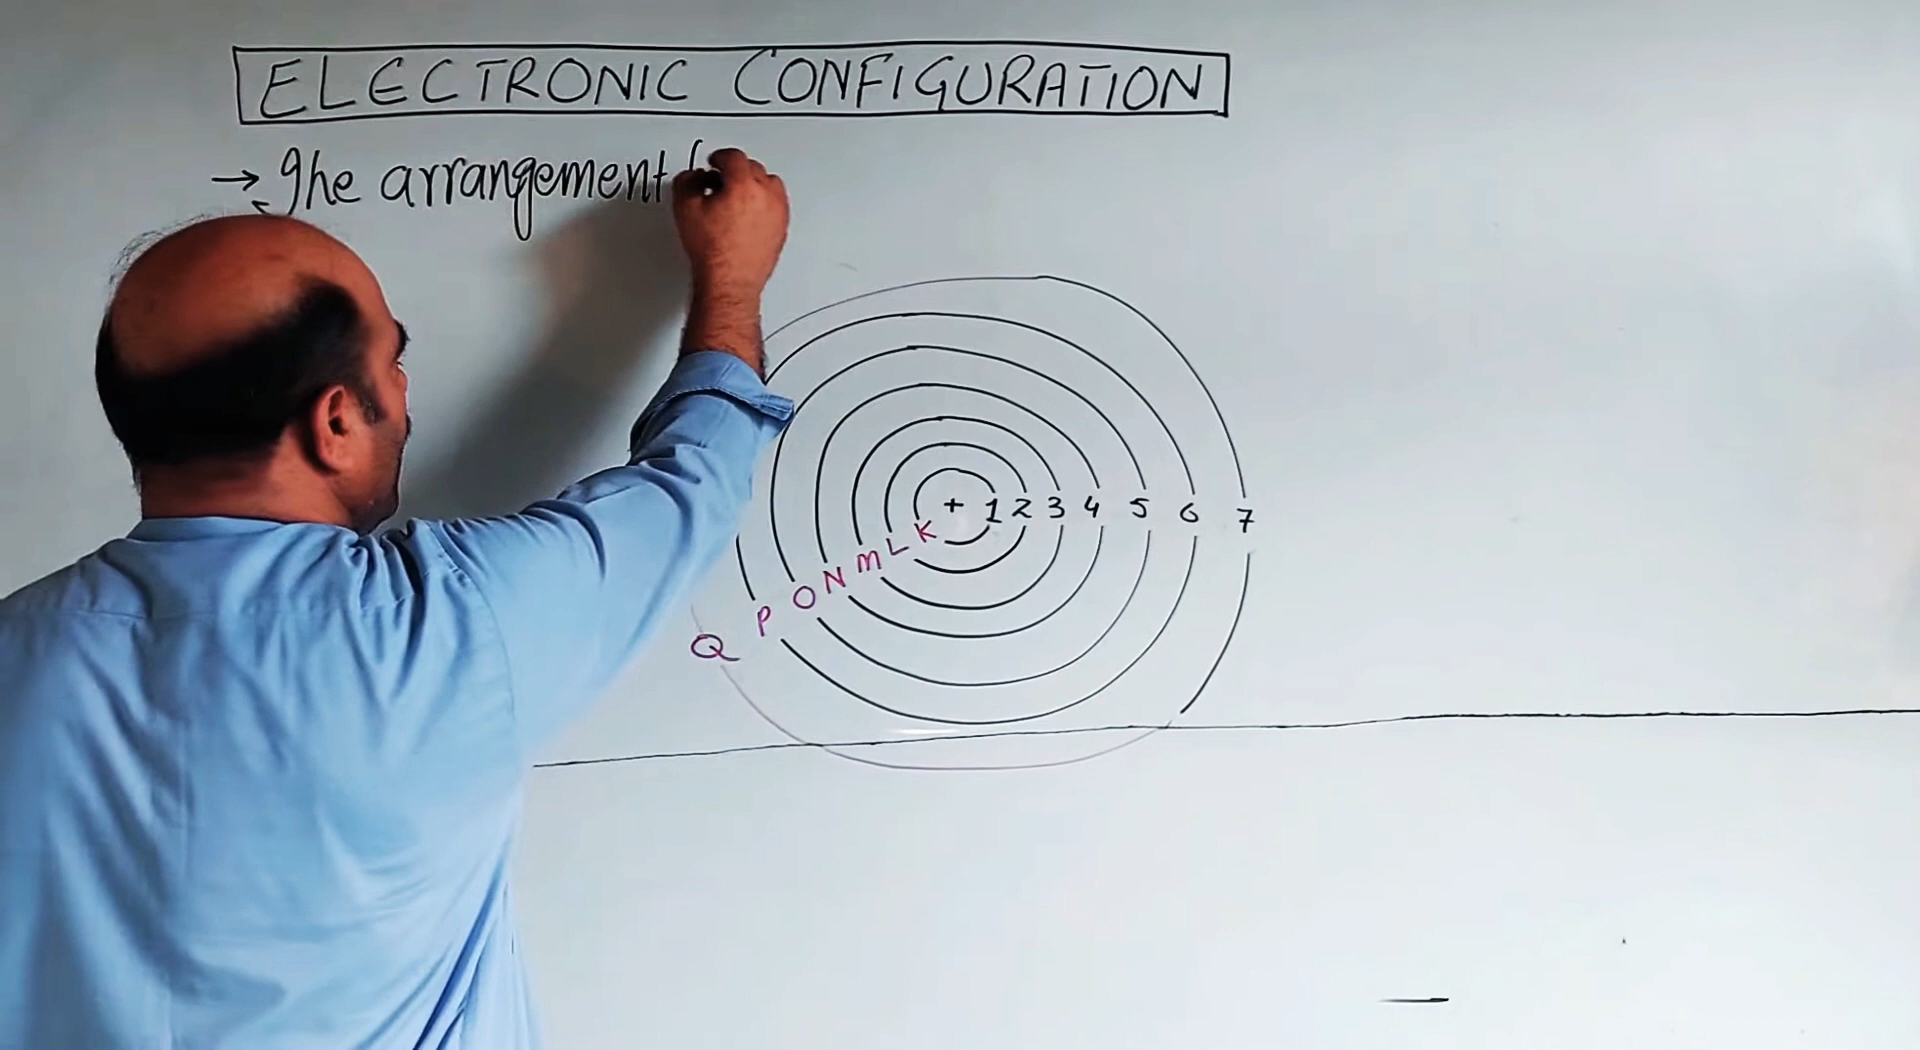 ELECTRONIC CONFIGURATION
→ The arrangement
+ 1 2 3 4 5 6 7
Q P O N M L K